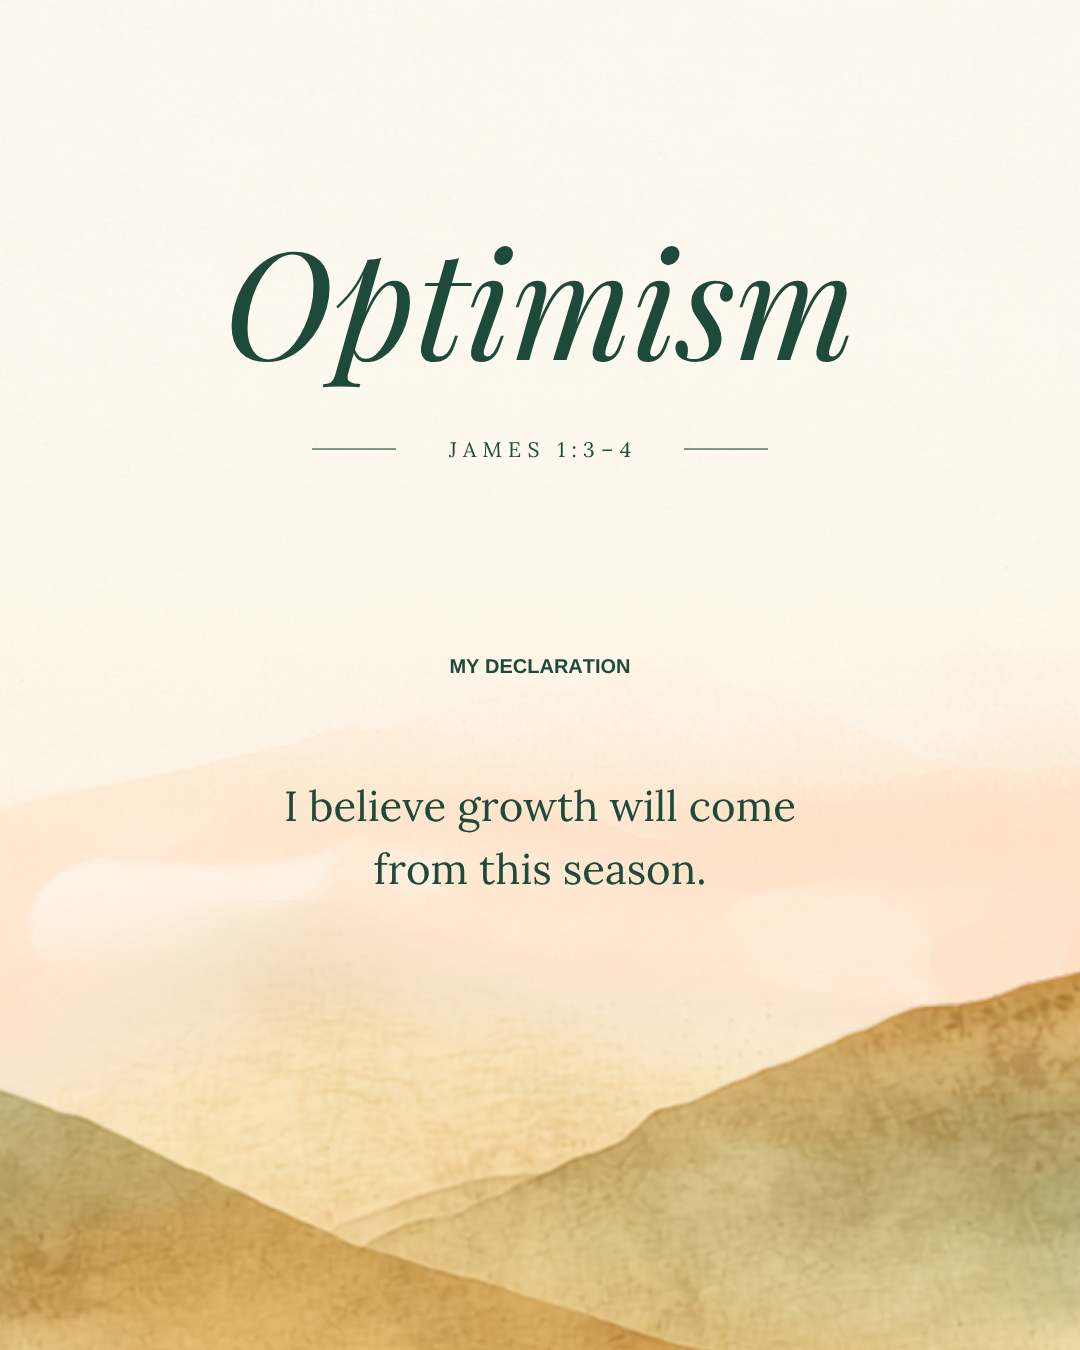 Optimism
JAMES 1:3–4
MY DECLARATION
I believe growth will come
from this season.